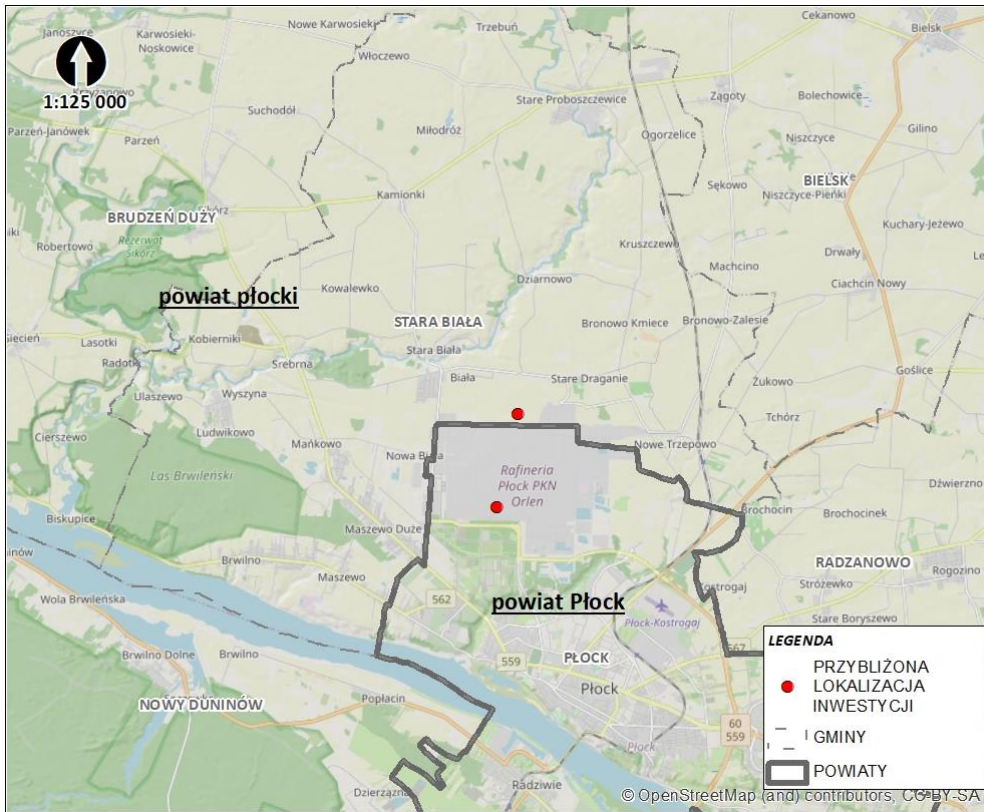 Janoszyce
Karwosieki-
Noskowice
Nowe Karwosieki
Trzebuń
Cekanowo
Bielsk
Włoczewo
1:125 000
Suchodół
Stare Proboszczewice
Zągoty
Bolechowice
Parzeń-Janówek
Parzeń
Miłodróż
Ogorzelice
Niszczyce
Gilino
Kamionki
Sękowo
BIELSK
Niszczyce-Pieńki
BRUDZEŃ DUŻY
Sikórz
Robertowo
Rezerwat
Sikórz
Kruszczewo
Kuchary-Jeżewo
Drwały
Machcino
Dziarnowo
Ciachcin Nowy
powiat płocki
Kowalewko
STARA BIAŁA
Bronowo Kmiece
Bronowo-Zalesie
Lasotki
Kobierniki
Stara Biała
Srebrna
Goślice
Biała
Stare Draganie
Żukowo
Ulaszewo
Wyszyna
Tchórz
Cierszewo
Ludwikowo
Mańkowo
Nowe Trzepowo
Nowa Biała
Las Brwileński
Rafineria
Płock PKN
Orlen
Dźwierzno
Biskupice
Maszewo Duże
Brochocin
Brochocinek
Brwilno
Maszewo
RADZANOWO
Rogozino
Kostrogaj
Stróżewko
Wola Brwileńska
562
powiat Płock
Płock-Kostrogaj
Stare Boryszewo
Brwilno Dolne
Brwilno
559
PŁOCK
567
Popłacin
Płock
NOWY DUNINÓW
60
559
Płock
Dzierzązna
Radziwie
LEGENDA
PRZYBLIŻONA
LOKALIZACJA
INWESTYCJI
GMINY
POWIATY
© OpenStreetMap (and) contributors, CC-BY-SA